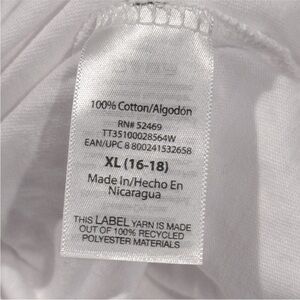 100% Cotton/Algodón
RN# 52469
TT35100028564W
EAN/UPC 8 800241532658
XL (16-18)
Made In/Hecho En
Nicaragua
THIS LABEL YARN IS MADE
OUT OF 100% RECYCLED
POLYESTER MATERIALS